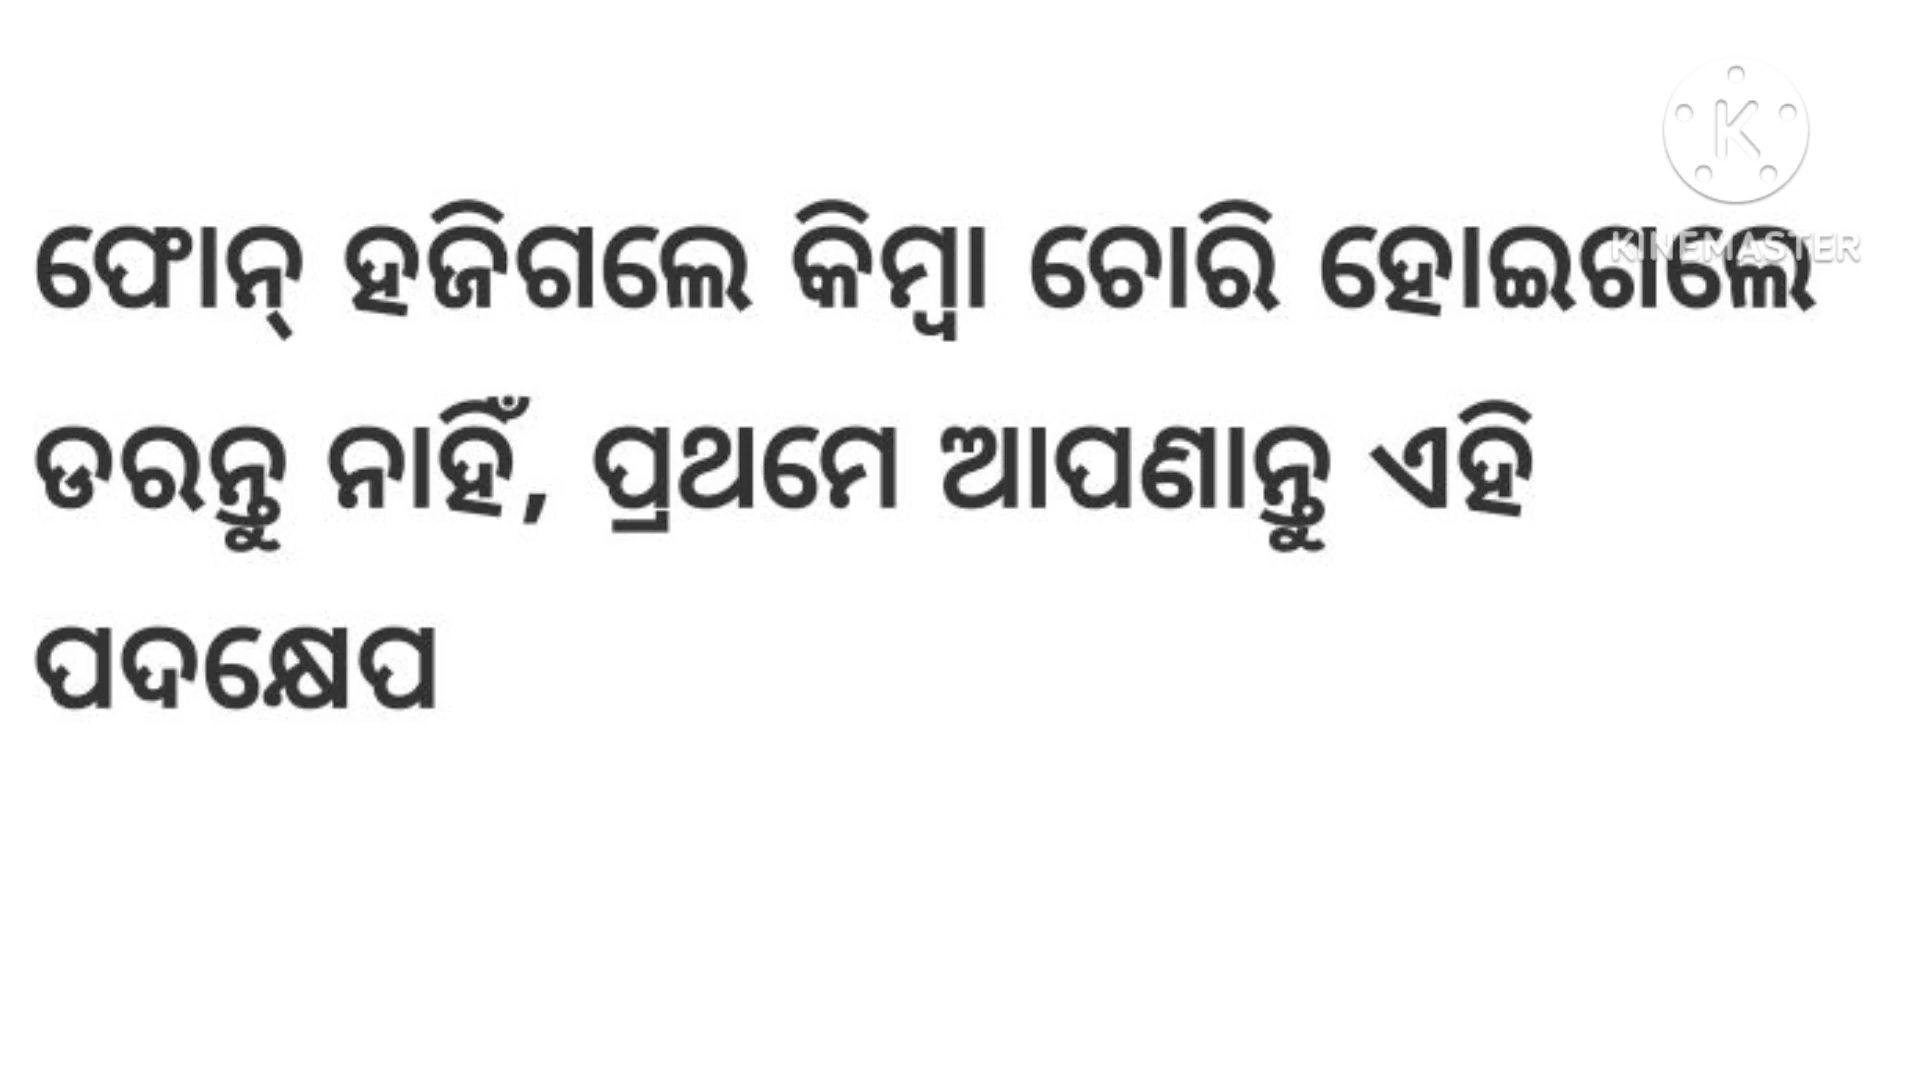 ଫୋନ୍ ହଜିଗଲେ କିମ୍ବା ଚୋରି ହୋଇଗଲେ
ଡରନ୍ତୁ ନାହିଁ, ପ୍ରଥମେ ଆପଣାନ୍ତୁ ଏହି
ପଦକ୍ଷେପ
K
KINEMASTER